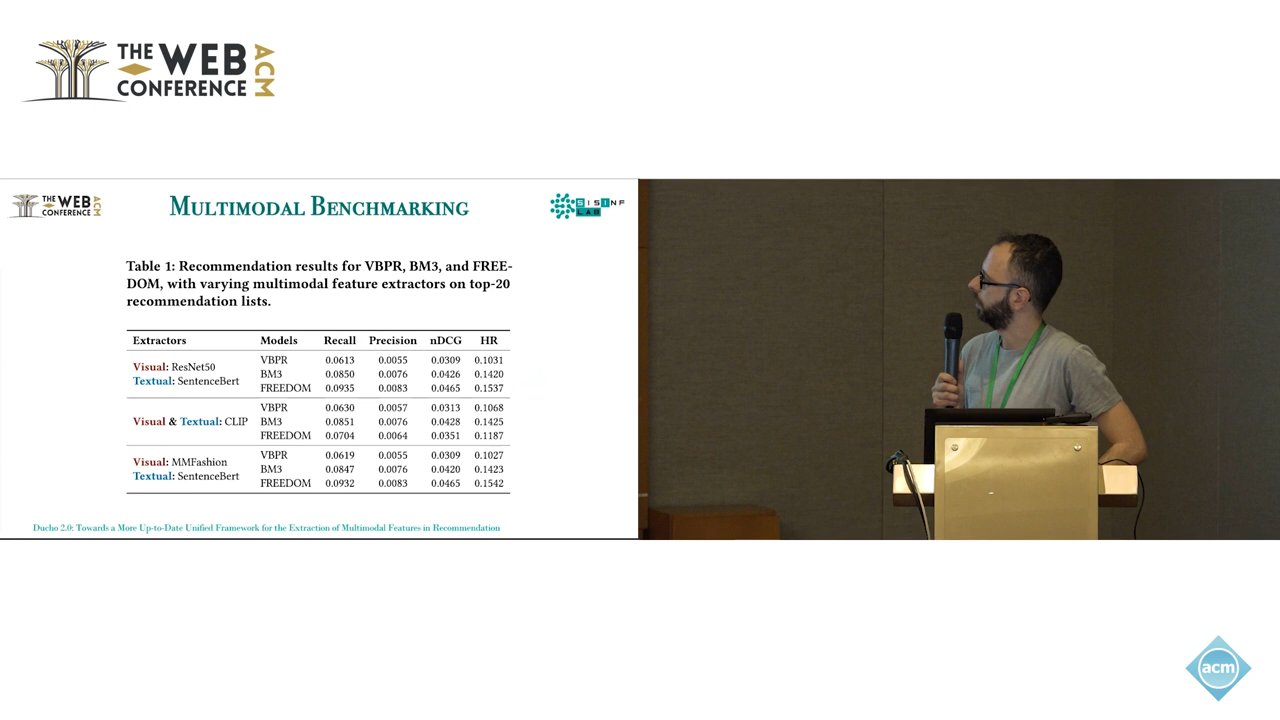 THE WEB
CONFERENCE
ACM
THE WEB
CONFERENCE
ACM
MULTIMODAL BENCHMARKING
SISINF
LAB
Table 1: Recommendation results for VBPR, BM3, and FREE-
DOM, with varying multimodal feature extractors on top-20
recommendation lists.
Extractors Models Recall Precision nDCG HR
Visual: ResNet50
Textual: SentenceBert
VBPR 0.0613 0.0055 0.0309 0.1031
BM3 0.0850 0.0076 0.0426 0.1420
FREEDOM 0.0935 0.0083 0.0465 0.1537
Visual & Textual: CLIP
VBPR 0.0630 0.0057 0.0313 0.1068
BM3 0.0851 0.0076 0.0428 0.1425
FREEDOM 0.0704 0.0064 0.0351 0.1187
Visual: MMFashion
Textual: SentenceBert
VBPR 0.0619 0.0055 0.0309 0.1027
BM3 0.0847 0.0076 0.0420 0.1423
FREEDOM 0.0932 0.0083 0.0465 0.1542
Ducho 2.0: Towards a More Up-to-Date Unified Framework for the Extraction of Multimodal Features in Recommendation
acm